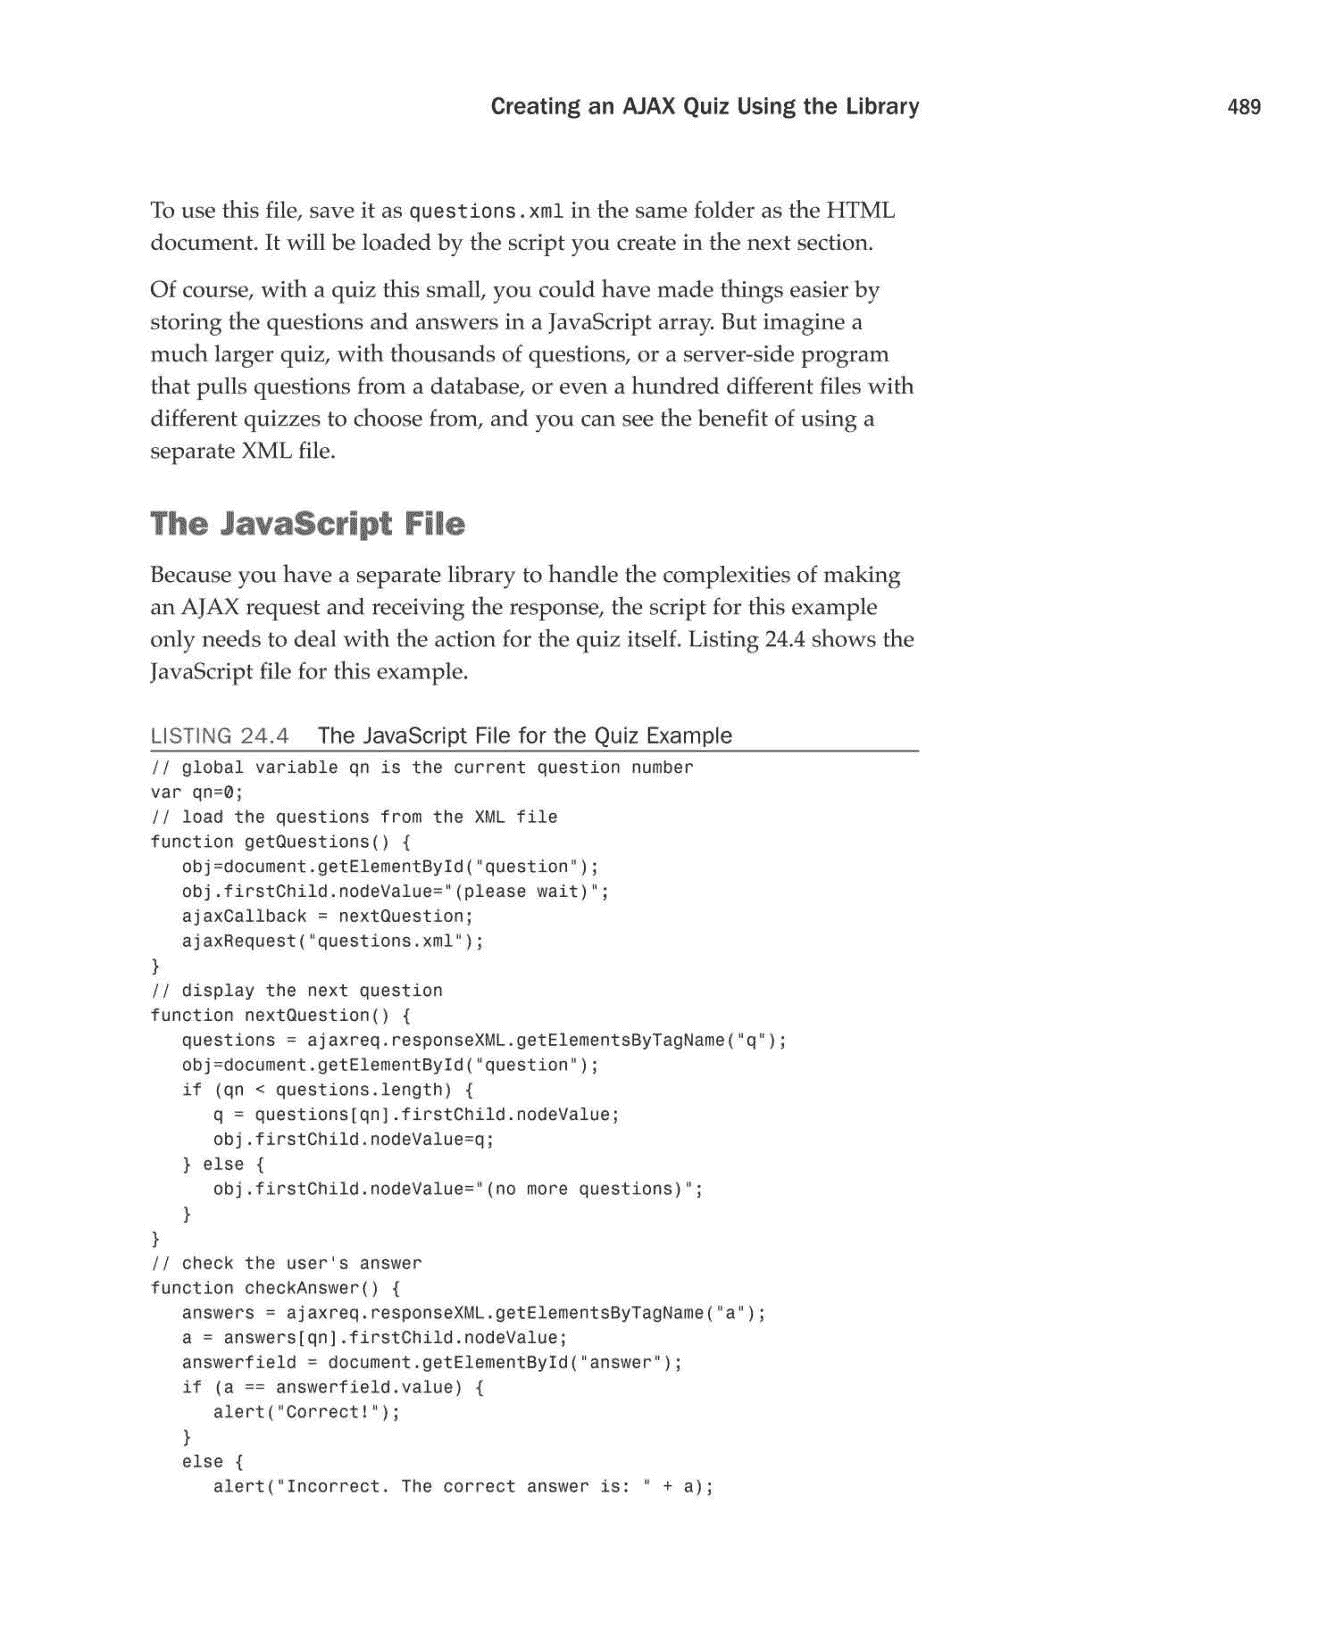 Creating an AJAX Quiz Using the Library 489
To use this file, save it as questions.xml in the same folder as the HTML
document. It will be loaded by the script you create in the next section.
Of course, with a quiz this small, you could have made things easier by
storing the questions and answers in a JavaScript array. But imagine a
much larger quiz, with thousands of questions, or a server-side program
that pulls questions from a database, or even a hundred different files with
different quizzes to choose from, and you can see the benefit of using a
separate XML file.
The JavaScript File
Because you have a separate library to handle the complexities of making
an AJAX request and receiving the response, the script for this example
only needs to deal with the action for the quiz itself. Listing 24.4 shows the
JavaScript file for this example.
LISTING 24.4 The JavaScript File for the Quiz Example
// global variable qn is the current question number
var qn=0;
// load the questions from the XML file
function getQuestions() {
   obj=document.getElementById("question");
   obj.firstChild.nodeValue="(please wait)";
   ajaxCallback = nextQuestion;
   ajaxRequest("questions.xml");
}
// display the next question
function nextQuestion() {
   questions = ajaxreq.responseXML.getElementsByTagName("q");
   obj=document.getElementById("question");
   if (qn < questions.length) {
      q = questions[qn].firstChild.nodeValue;
      obj.firstChild.nodeValue=q;
   } else {
      obj.firstChild.nodeValue="(no more questions)";
   }
}
// check the user's answer
function checkAnswer() {
   answers = ajaxreq.responseXML.getElementsByTagName("a");
   a = answers[qn].firstChild.nodeValue;
   answerfield = document.getElementById("answer");
   if (a == answerfield.value) {
      alert("Correct!");
   }
   else {
      alert("Incorrect. The correct answer is: " + a);